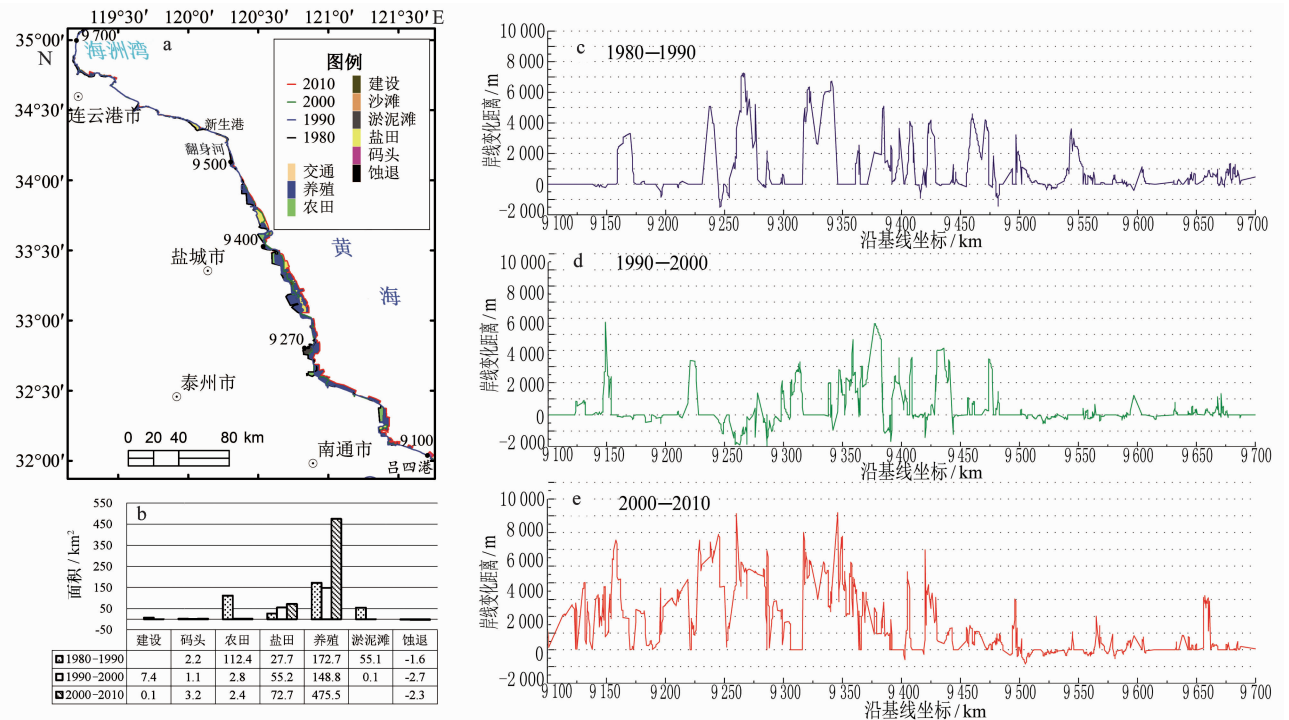 119°30′ 120°0′ 120°30′ 121°0′ 121°30′ E
35°00′
N
34°30′
34°00′
33°30′
33°00′
32°30′
32°00′
a
9 700
海洲湾
连云港市
新生港
翻身河
9 500
9 400
盐城市
黄
海
9 270
泰州市
0 20 40 80 km
南通市
9 100
吕四港
图例
2010
2000
1990
1980
交通
养殖
农田
建设
沙滩
淤泥滩
盐田
码头
蚀退
b
面积 / km²
550
450
350
250
150
50
-50
建设 码头 农田 盐田 养殖 淤泥滩 蚀退
1980-1990 2.2 112.4 27.7 172.7 55.1 -1.6
1990-2000 7.4 1.1 2.8 55.2 148.8 0.1 -2.7
2000-2010 0.1 3.2 2.4 72.7 475.5 -2.3
c
1980—1990
岸线变化距离 / m
10 000
8 000
6 000
4 000
2 000
0
−2 000
9 100 9 150 9 200 9 250 9 300 9 350 9 400 9 450 9 500 9 550 9 600 9 650 9 700
沿基线坐标 / km
d
1990—2000
岸线变化距离 / m
10 000
8 000
6 000
4 000
2 000
0
−2 000
9 100 9 150 9 200 9 250 9 300 9 350 9 400 9 450 9 500 9 550 9 600 9 650 9 700
沿基线坐标 / km
e
2000—2010
岸线变化距离 / m
10 000
8 000
6 000
4 000
2 000
0
−2 000
9 100 9 150 9 200 9 250 9 300 9 350 9 400 9 450 9 500 9 550 9 600 9 650 9 700
沿基线坐标 / km